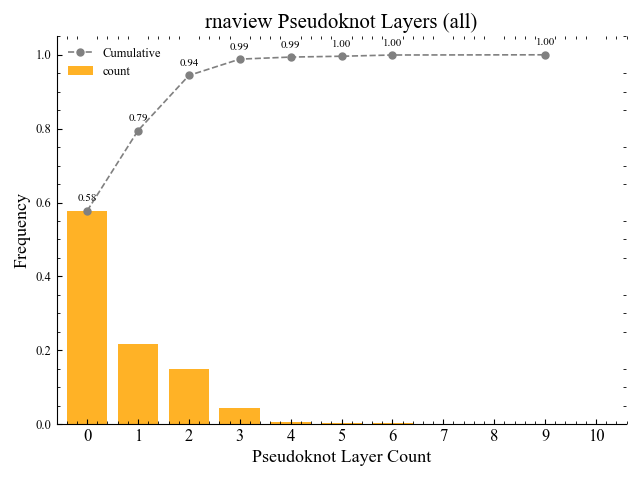 rnaview Pseudoknot Layers (all)
Cumulative
count
0.58
0.79
0.94
0.99
0.99
1.00
1.00
1.00
Frequency
1.0
0.8
0.6
0.4
0.2
0.0
0 1 2 3 4 5 6 7 8 9 10
Pseudoknot Layer Count